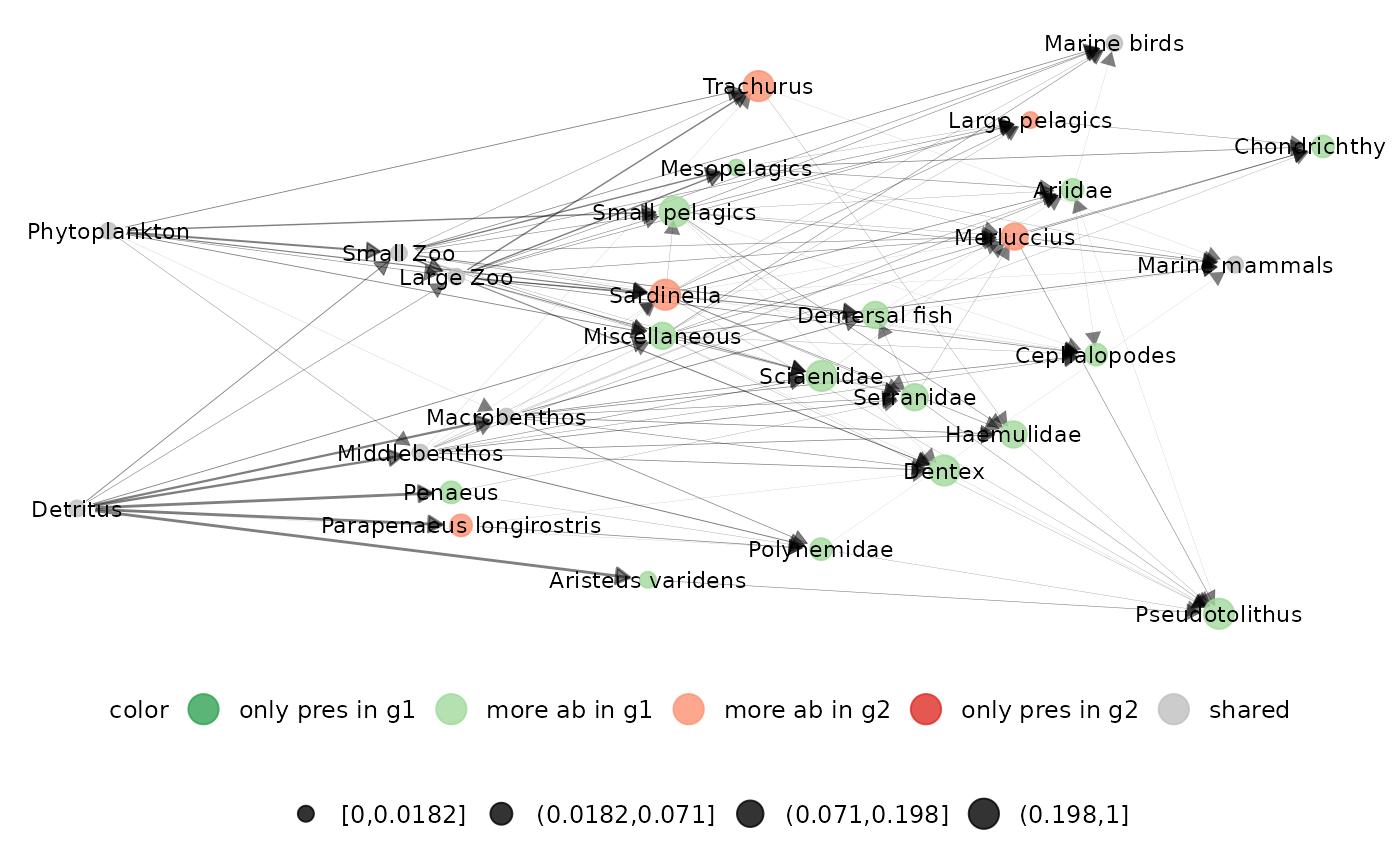 Marine birds
Trachurus
Large pelagics
Chondrichthy
Mesopelagics
Ariidae
Small pelagics
Phytoplankton
Merluccius
Small Zoo
Marine mammals
Large Zoo
Sardinella
Demersal fish
Miscellaneous
Cephalopodes
Sciaenidae
Serranidae
Macrobenthos
Haemulidae
Middlebenthos
Dentex
Penaeus
Detritus
Parapenaeus longirostris
Polynemidae
Aristeus varidens
Pseudotolithus
color only pres in g1 more ab in g1 more ab in g2 only pres in g2 shared
[0,0.0182] (0.0182,0.071] (0.071,0.198] (0.198,1]